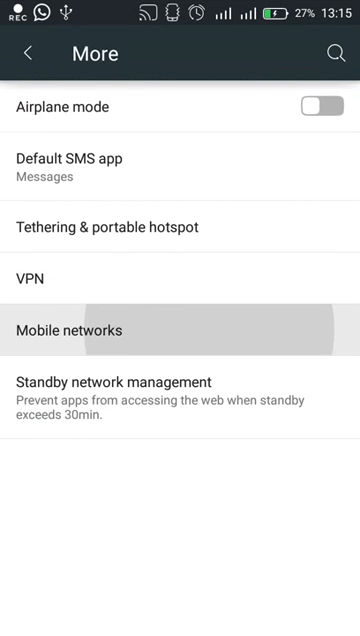 REC 27% 13:15
More
Airplane mode
Default SMS app
Messages
Tethering & portable hotspot
VPN
Mobile networks
Standby network management
Prevent apps from accessing the web when standby
exceeds 30min.